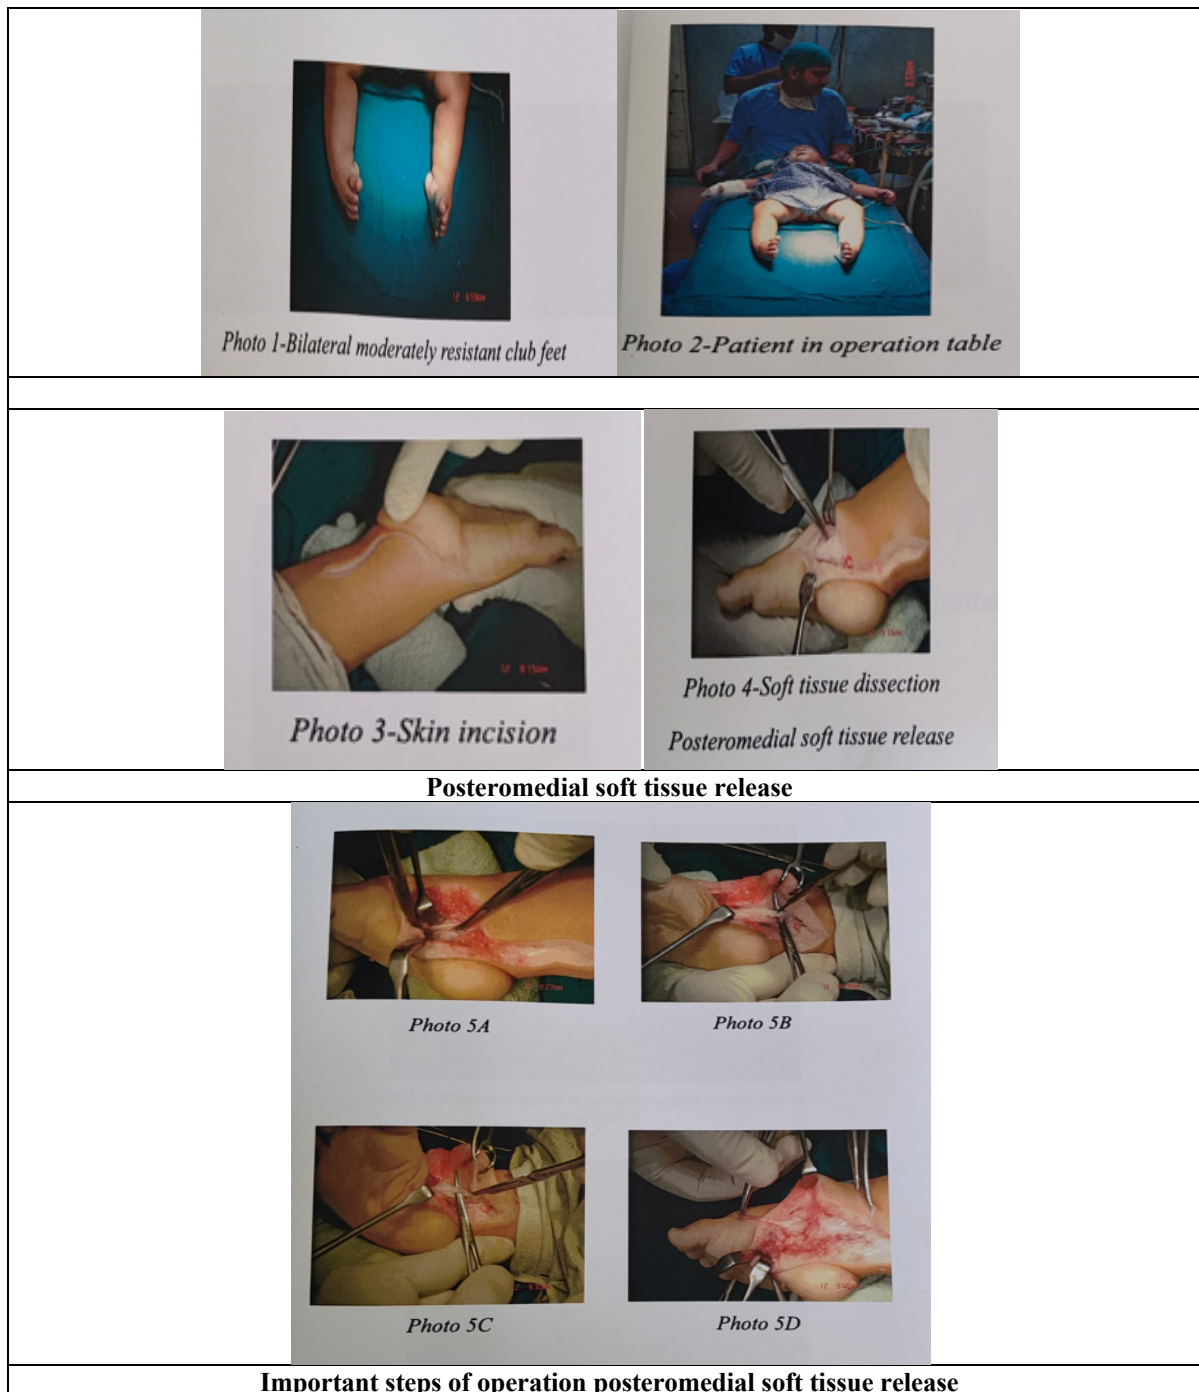 Photo 1-Bilateral moderately resistant club feet
Photo 2-Patient in operation table
Photo 3-Skin incision
Photo 4-Soft tissue dissection
Posteromedial soft tissue release
Posteromedial soft tissue release
Photo 5A
Photo 5B
Photo 5C
Photo 5D
Important steps of operation posteromedial soft tissue release